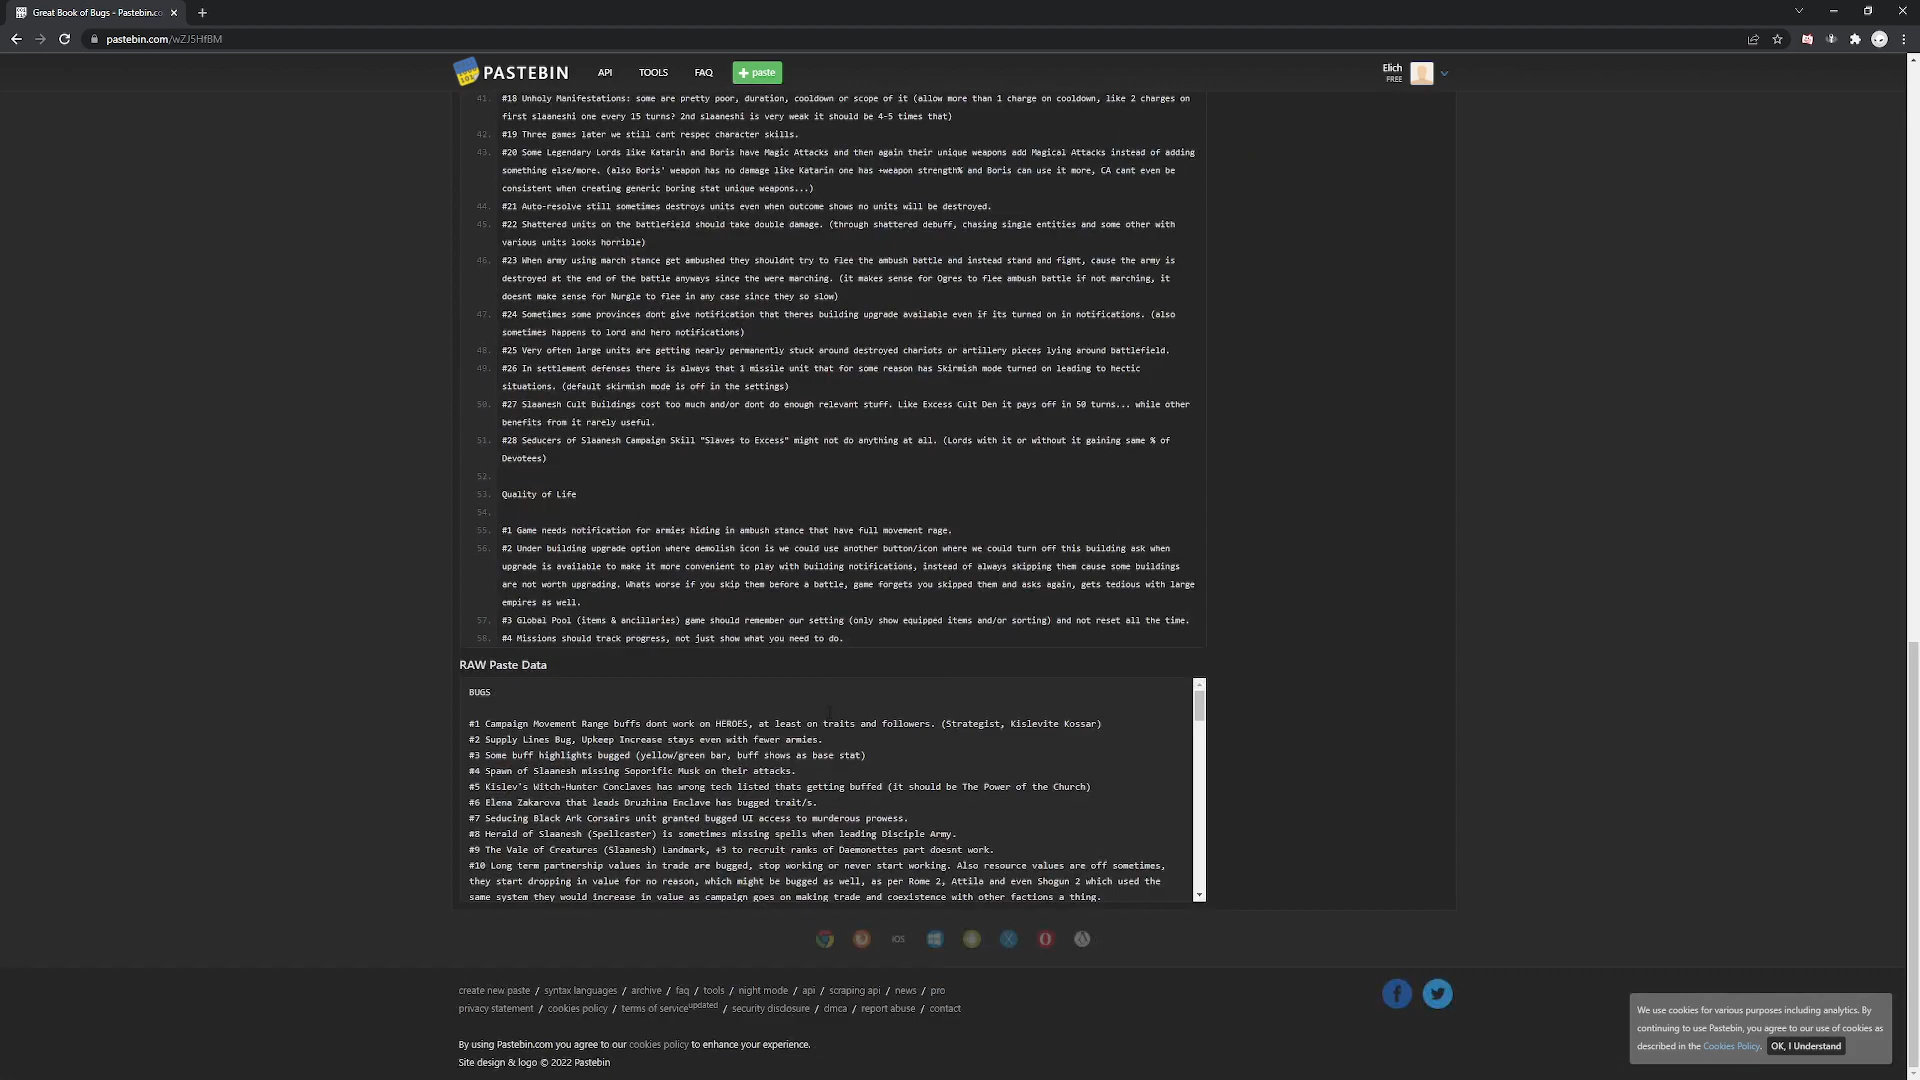 Great Book of Bugs - Pastebin.co
pastebin.com/wZJ5HfBM
PASTEBIN API TOOLS FAQ + paste
Elich
FREE
41. #18 Unholy Manifestations: some are pretty poor, duration, cooldown or scope of it (allow more than 1 charge on cooldown, like 2 charges on
first slaaneshi one every 15 turns? 2nd slaaneshi is very weak it should be 4-5 times that)
42. #19 Three games later we still cant respec character skills.
43. #20 Some Legendary Lords like Katarin and Boris have Magic Attacks and then again their unique weapons add Magical Attacks instead of adding
something else/more. (also Boris' weapon has no damage like Katarin one has +weapon strength% and Boris can use it more, CA cant even be
consistent when creating generic boring stat unique weapons...)
44. #21 Auto-resolve still sometimes destroys units even when outcome shows no units will be destroyed.
45. #22 Shattered units on the battlefield should take double damage. (through shattered debuff, chasing single entities and some other with
various units looks horrible)
46. #23 When army using march stance get ambushed they shouldnt try to flee the ambush battle and instead stand and fight, cause the army is
destroyed at the end of the battle anyways since the were marching. (it makes sense for Ogres to flee ambush battle if not marching, it
doesnt make sense for Nurgle to flee in any case since they so slow)
47. #24 Sometimes some provinces dont give notification that theres building upgrade available even if its turned on in notifications. (also
sometimes happens to lord and hero notifications)
48. #25 Very often large units are getting nearly permanently stuck around destroyed chariots or artillery pieces lying around battlefield.
49. #26 In settlement defenses there is always that 1 missile unit that for some reason has Skirmish mode turned on leading to hectic
situations. (default skirmish mode is off in the settings)
50. #27 Slaanesh Cult Buildings cost too much and/or dont do enough relevant stuff. Like Excess Cult Den it pays off in 50 turns... while other
benefits from it rarely useful.
51. #28 Seducers of Slaanesh Campaign Skill "Slaves to Excess" might not do anything at all. (Lords with it or without it gaining same % of
Devotees)
52.
53. Quality of Life
54.
55. #1 Game needs notification for armies hiding in ambush stance that have full movement rage.
56. #2 Under building upgrade option where demolish icon is we could use another button/icon where we could turn off this building ask when
upgrade is available to make it more convenient to play with building notifications, instead of always skipping them cause some buildings
are not worth upgrading. Whats worse if you skip them before a battle, game forgets you skipped them and asks again, gets tedious with large
empires as well.
57. #3 Global Pool (items & ancillaries) game should remember our setting (only show equipped items and/or sorting) and not reset all the time.
58. #4 Missions should track progress, not just show what you need to do.
RAW Paste Data
BUGS
#1 Campaign Movement Range buffs dont work on HEROES, at least on traits and followers. (Strategist, Kislevite Kossar)
#2 Supply Lines Bug, Upkeep Increase stays even with fewer armies.
#3 Some buff highlights bugged (yellow/green bar, buff shows as base stat)
#4 Spawn of Slaanesh missing Soporific Musk on their attacks.
#5 Kislev's Witch-Hunter Conclaves has wrong tech listed thats getting buffed (it should be The Power of the Church)
#6 Elena Zakarova that leads Druzhina Enclave has bugged trait/s.
#7 Seducing Black Ark Corsairs unit granted bugged UI access to murderous prowess.
#8 Herald of Slaanesh (Spellcaster) is sometimes missing spells when leading Disciple Army.
#9 The Vale of Creatures (Slaanesh) Landmark, +3 to recruit ranks of Daemonettes part doesnt work.
#10 Long term partnership values in trade are bugged, stop working or never start working. Also resource values are off sometimes,
they start dropping in value for no reason, which might be bugged as well, as per Rome 2, Attila and even Shogun 2 which used the
same system they would increase in value as campaign goes on making trade and coexistence with other factions a thing.
iOS
create new paste / syntax languages / archive / faq / tools / night mode / api / scraping api / news / pro
privacy statement / cookies policy / terms of service updated / security disclosure / dmca / report abuse / contact
By using Pastebin.com you agree to our cookies policy to enhance your experience.
Site design & logo © 2022 Pastebin
We use cookies for various purposes including analytics. By
continuing to use Pastebin, you agree to our use of cookies as
described in the Cookies Policy. OK, I Understand